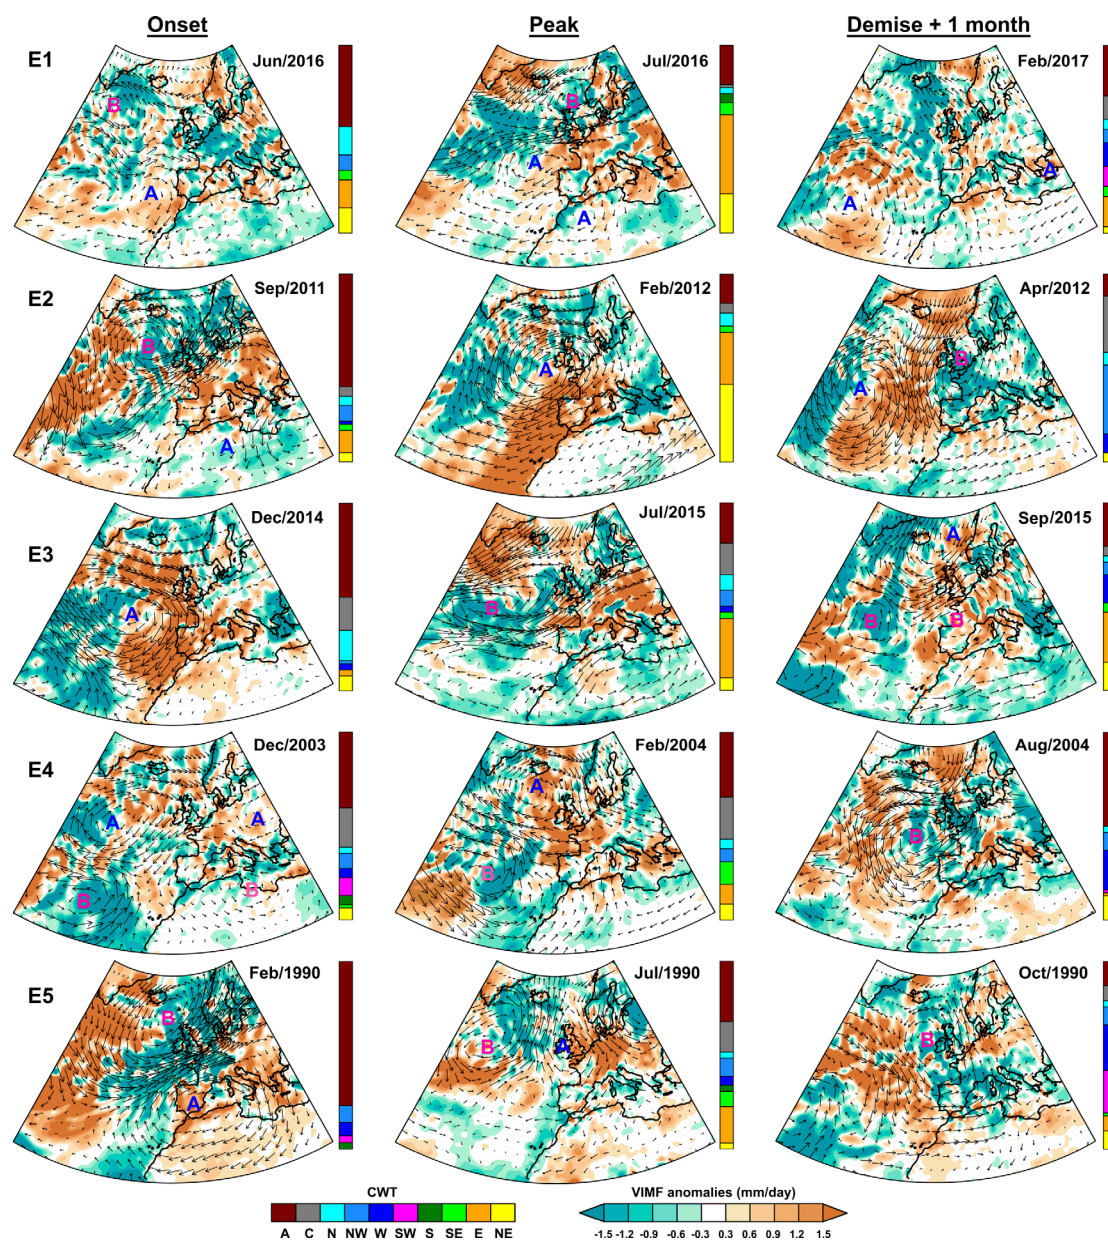 Onset Peak Demise + 1 month
E1 Jun/2016 Jul/2016 Feb/2017
B B
A A A
A A
E2 Sep/2011 Feb/2012 Apr/2012
B A B
A A
E3 Dec/2014 Jul/2015 Sep/2015
A
A B B B
E4 Dec/2003 Feb/2004 Aug/2004
A A A B
B B B
E5 Feb/1990 Jul/1990 Oct/1990
B B A B
A
CWT VIMF anomalies (mm/day)
A C N NW W SW S SE E NE -1.5 -1.2 -0.9 -0.6 -0.3 0.3 0.6 0.9 1.2 1.5